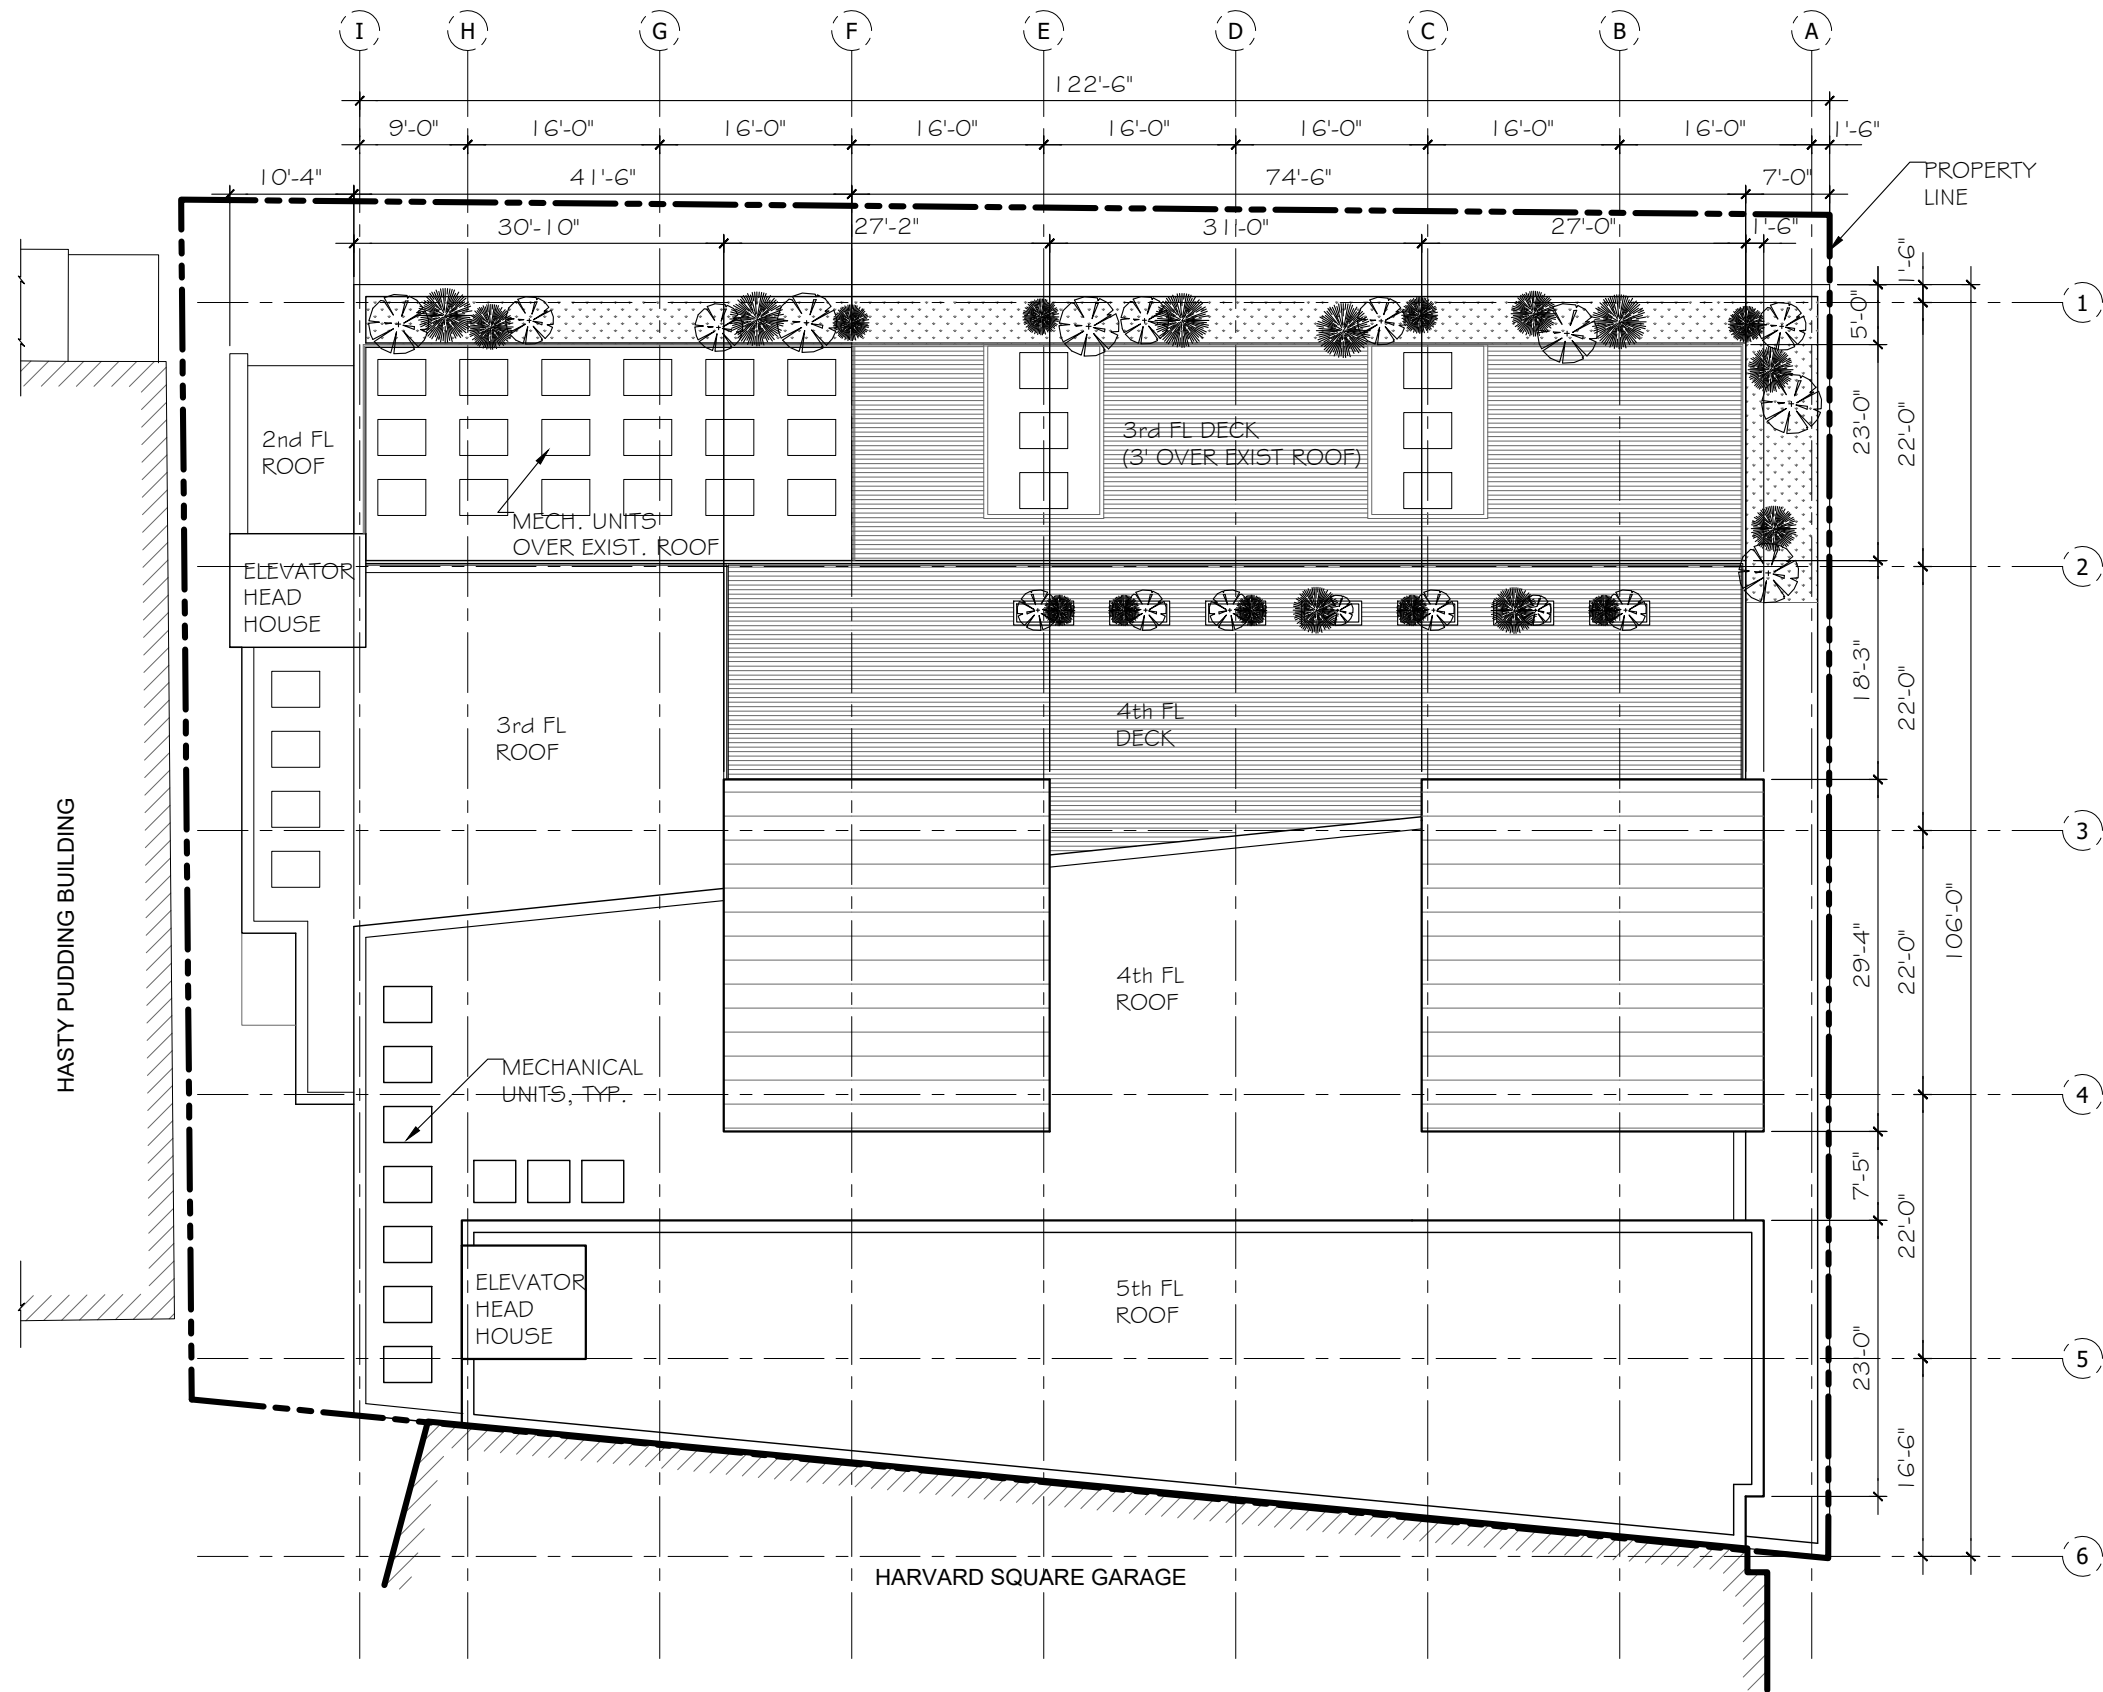 I H G F E D C B A
122'-6"
9'-0" 16'-0" 16'-0" 16'-0" 16'-0" 16'-0" 16'-0" 16'-0" 1'-6"
10'-4" 41'-6" 74'-6" 7'-0"
PROPERTY
LINE
30'-10" 27'-2" 31'-0" 27'-0" 1'-6"
1'-6"
1
5'-0"
23'-0"
22'-0"
2nd FL
ROOF
3rd FL DECK
(3' OVER EXIST ROOF)
MECH. UNITS
OVER EXIST. ROOF
ELEVATOR
HEAD
HOUSE
2
18'-3"
22'-0"
3rd FL
ROOF
4th FL
DECK
3
HASTY PUDDING BUILDING
29'-4"
22'-0"
106'-0"
4th FL
ROOF
MECHANICAL
UNITS, TYP.
4
7'-5"
22'-0"
ELEVATOR
HEAD
HOUSE
5th FL
ROOF
5
23'-0"
16'-6"
6
HARVARD SQUARE GARAGE